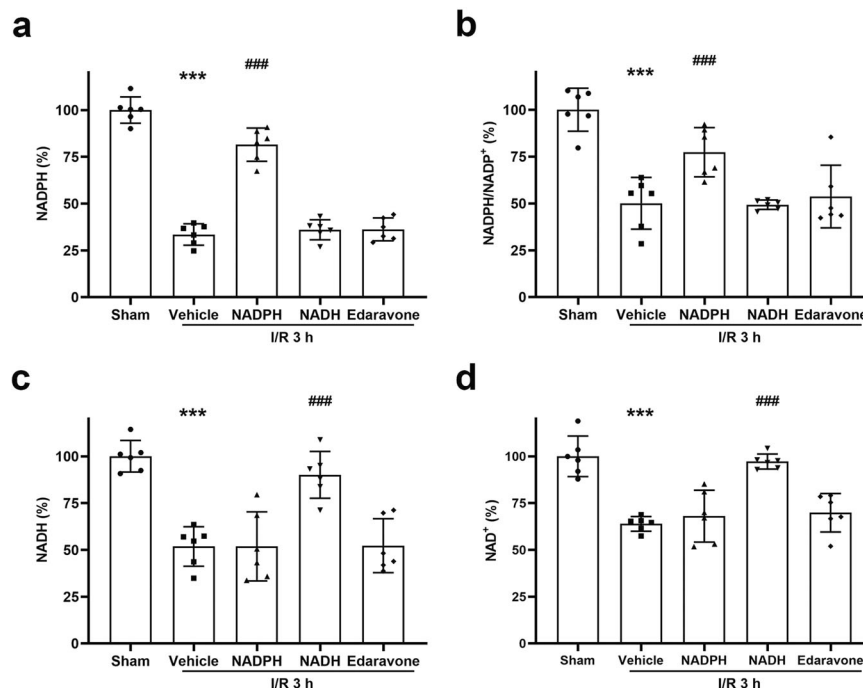 a
NADPH (%)
100
75
50
25
0
***
###
Sham Vehicle NADPH NADH Edaravone
I/R 3 h
b
NADPH/NADP⁺ (%)
100
75
50
25
0
***
###
Sham Vehicle NADPH NADH Edaravone
I/R 3 h
c
NADH (%)
100
75
50
25
0
***
###
Sham Vehicle NADPH NADH Edaravone
I/R 3 h
d
NAD⁺ (%)
100
75
50
25
0
***
###
Sham Vehicle NADPH NADH Edaravone
I/R 3 h